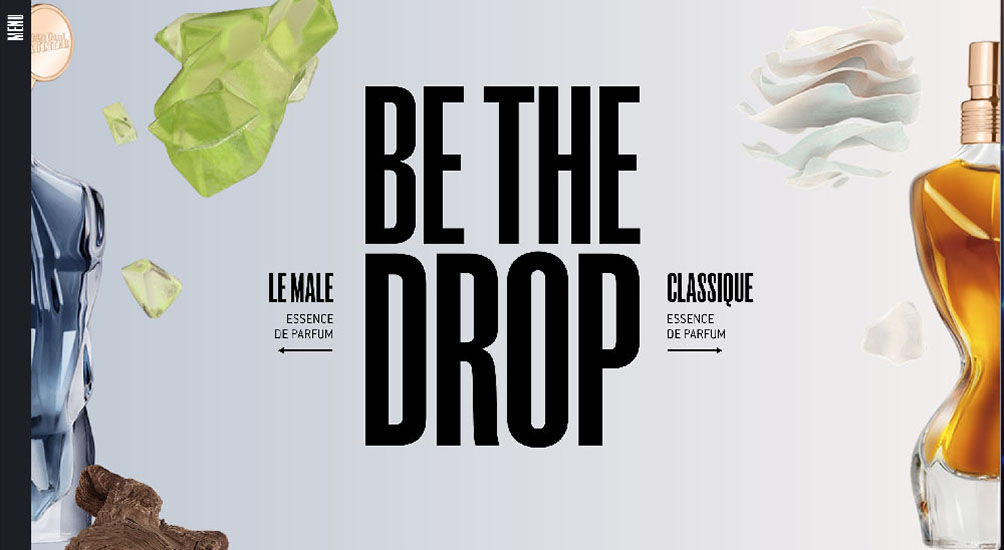 MENU
BE THE
DROP
LE MALE
ESSENCE
DE PARFUM
CLASSIQUE
ESSENCE
DE PARFUM